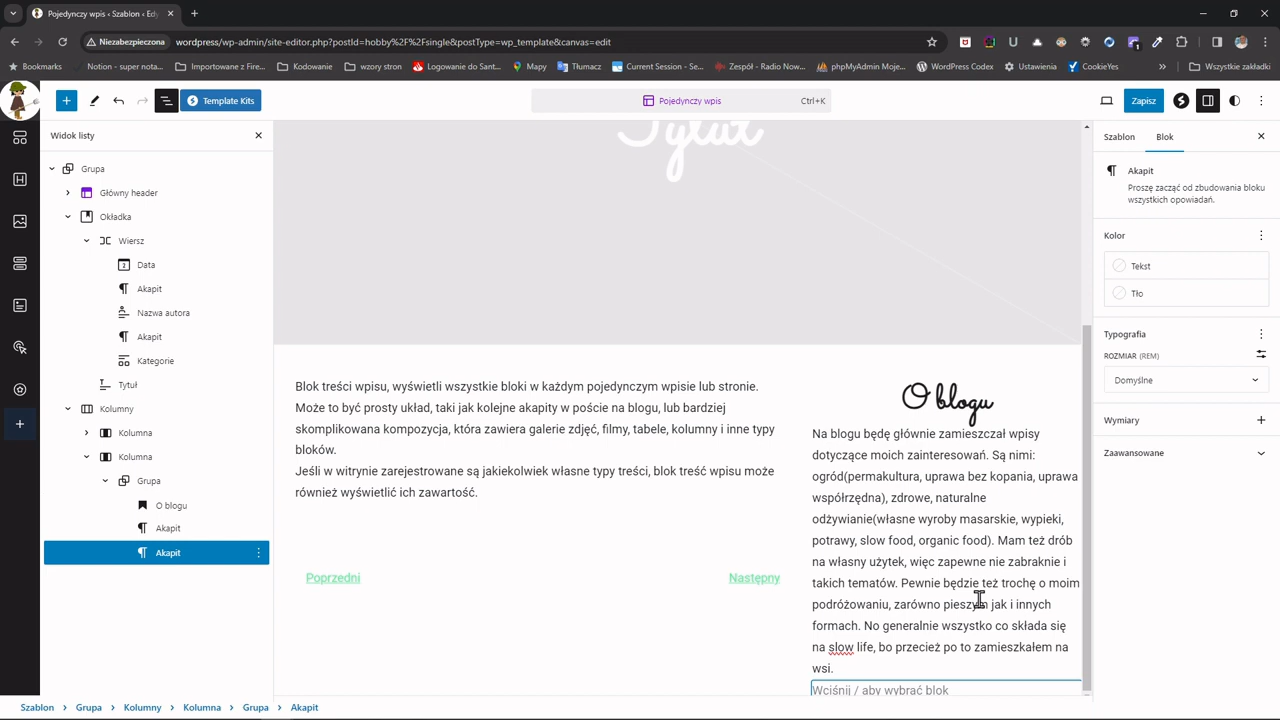 Pojedynczy wpis ‹ Szablon ‹ Edy
Niezabezpieczona
wordpress/wp-admin/site-editor.php?postId=hobby%2F%2Fsingle&postType=wp_template&canvas=edit
Bookmarks
Notion - super nota...
Importowane z Fire...
Kodowanie
wzory stron
Logowanie do Sant...
Mapy
Tłumacz
Current Session - Se...
Zespół - Radio Now...
phpMyAdmin Moje...
WordPress Codex
CookieYes
Wszystkie zakładki
Template Kits
Pojedynczy wpis
Ctrl+K
Zapisz
Widok listy
Grupa
Główny header
Okładka
Wiersz
Data
Akapit
Nazwa autora
Akapit
Kategorie
Tytuł
Kolumny
Kolumna
Kolumna
Grupa
O blogu
Akapit
Akapit
Tytuł
Blok treści wpisu, wyświetli wszystkie bloki w każdym pojedynczym wpisie lub stronie.
Może to być prosty układ, taki jak kolejne akapity w poście na blogu, lub bardziej
skomplikowana kompozycja, która zawiera galerie zdjęć, filmy, tabele, kolumny i inne typy
bloków.
Jeśli w witrynie zarejestrowane są jakiekolwiek własne typy treści, blok treść wpisu może
również wyświetlić ich zawartość.
Poprzedni
Następny
O blogu
Na blogu będę głównie zamieszczał wpisy
dotyczące moich zainteresowań. Są nimi:
ogród(permakultura, uprawa bez kopania, uprawa
współrzędna), zdrowe, naturalne
odżywianie(własne wyroby masarskie, wypieki,
potrawy, slow food, organic food). Mam też drób
na własny użytek, więc zapewne nie zabraknie i
takich tematów. Pewnie będzie też trochę o moim
podróżowaniu, zarówno pieszym jak i innych
formach. No generalnie wszystko co składa się
na slow life, bo przecież po to zamieszkałem na
wsi.
Wciśnij / aby wybrać blok
Szablon
Blok
Akapit
Proszę zacząć od zbudowania bloku
wszystkich opowiadań.
Kolor
Tekst
Tło
Typografia
ROZMIAR (REM)
Domyślne
Wymiary
Zaawansowane
Szablon
Grupa
Kolumny
Kolumna
Grupa
Akapit